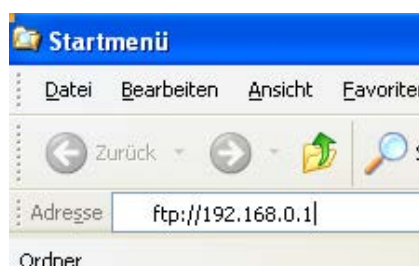 Startmenü
Datei Bearbeiten Ansicht
Zurück
Adresse ftp://192.168.0.1
Ordner